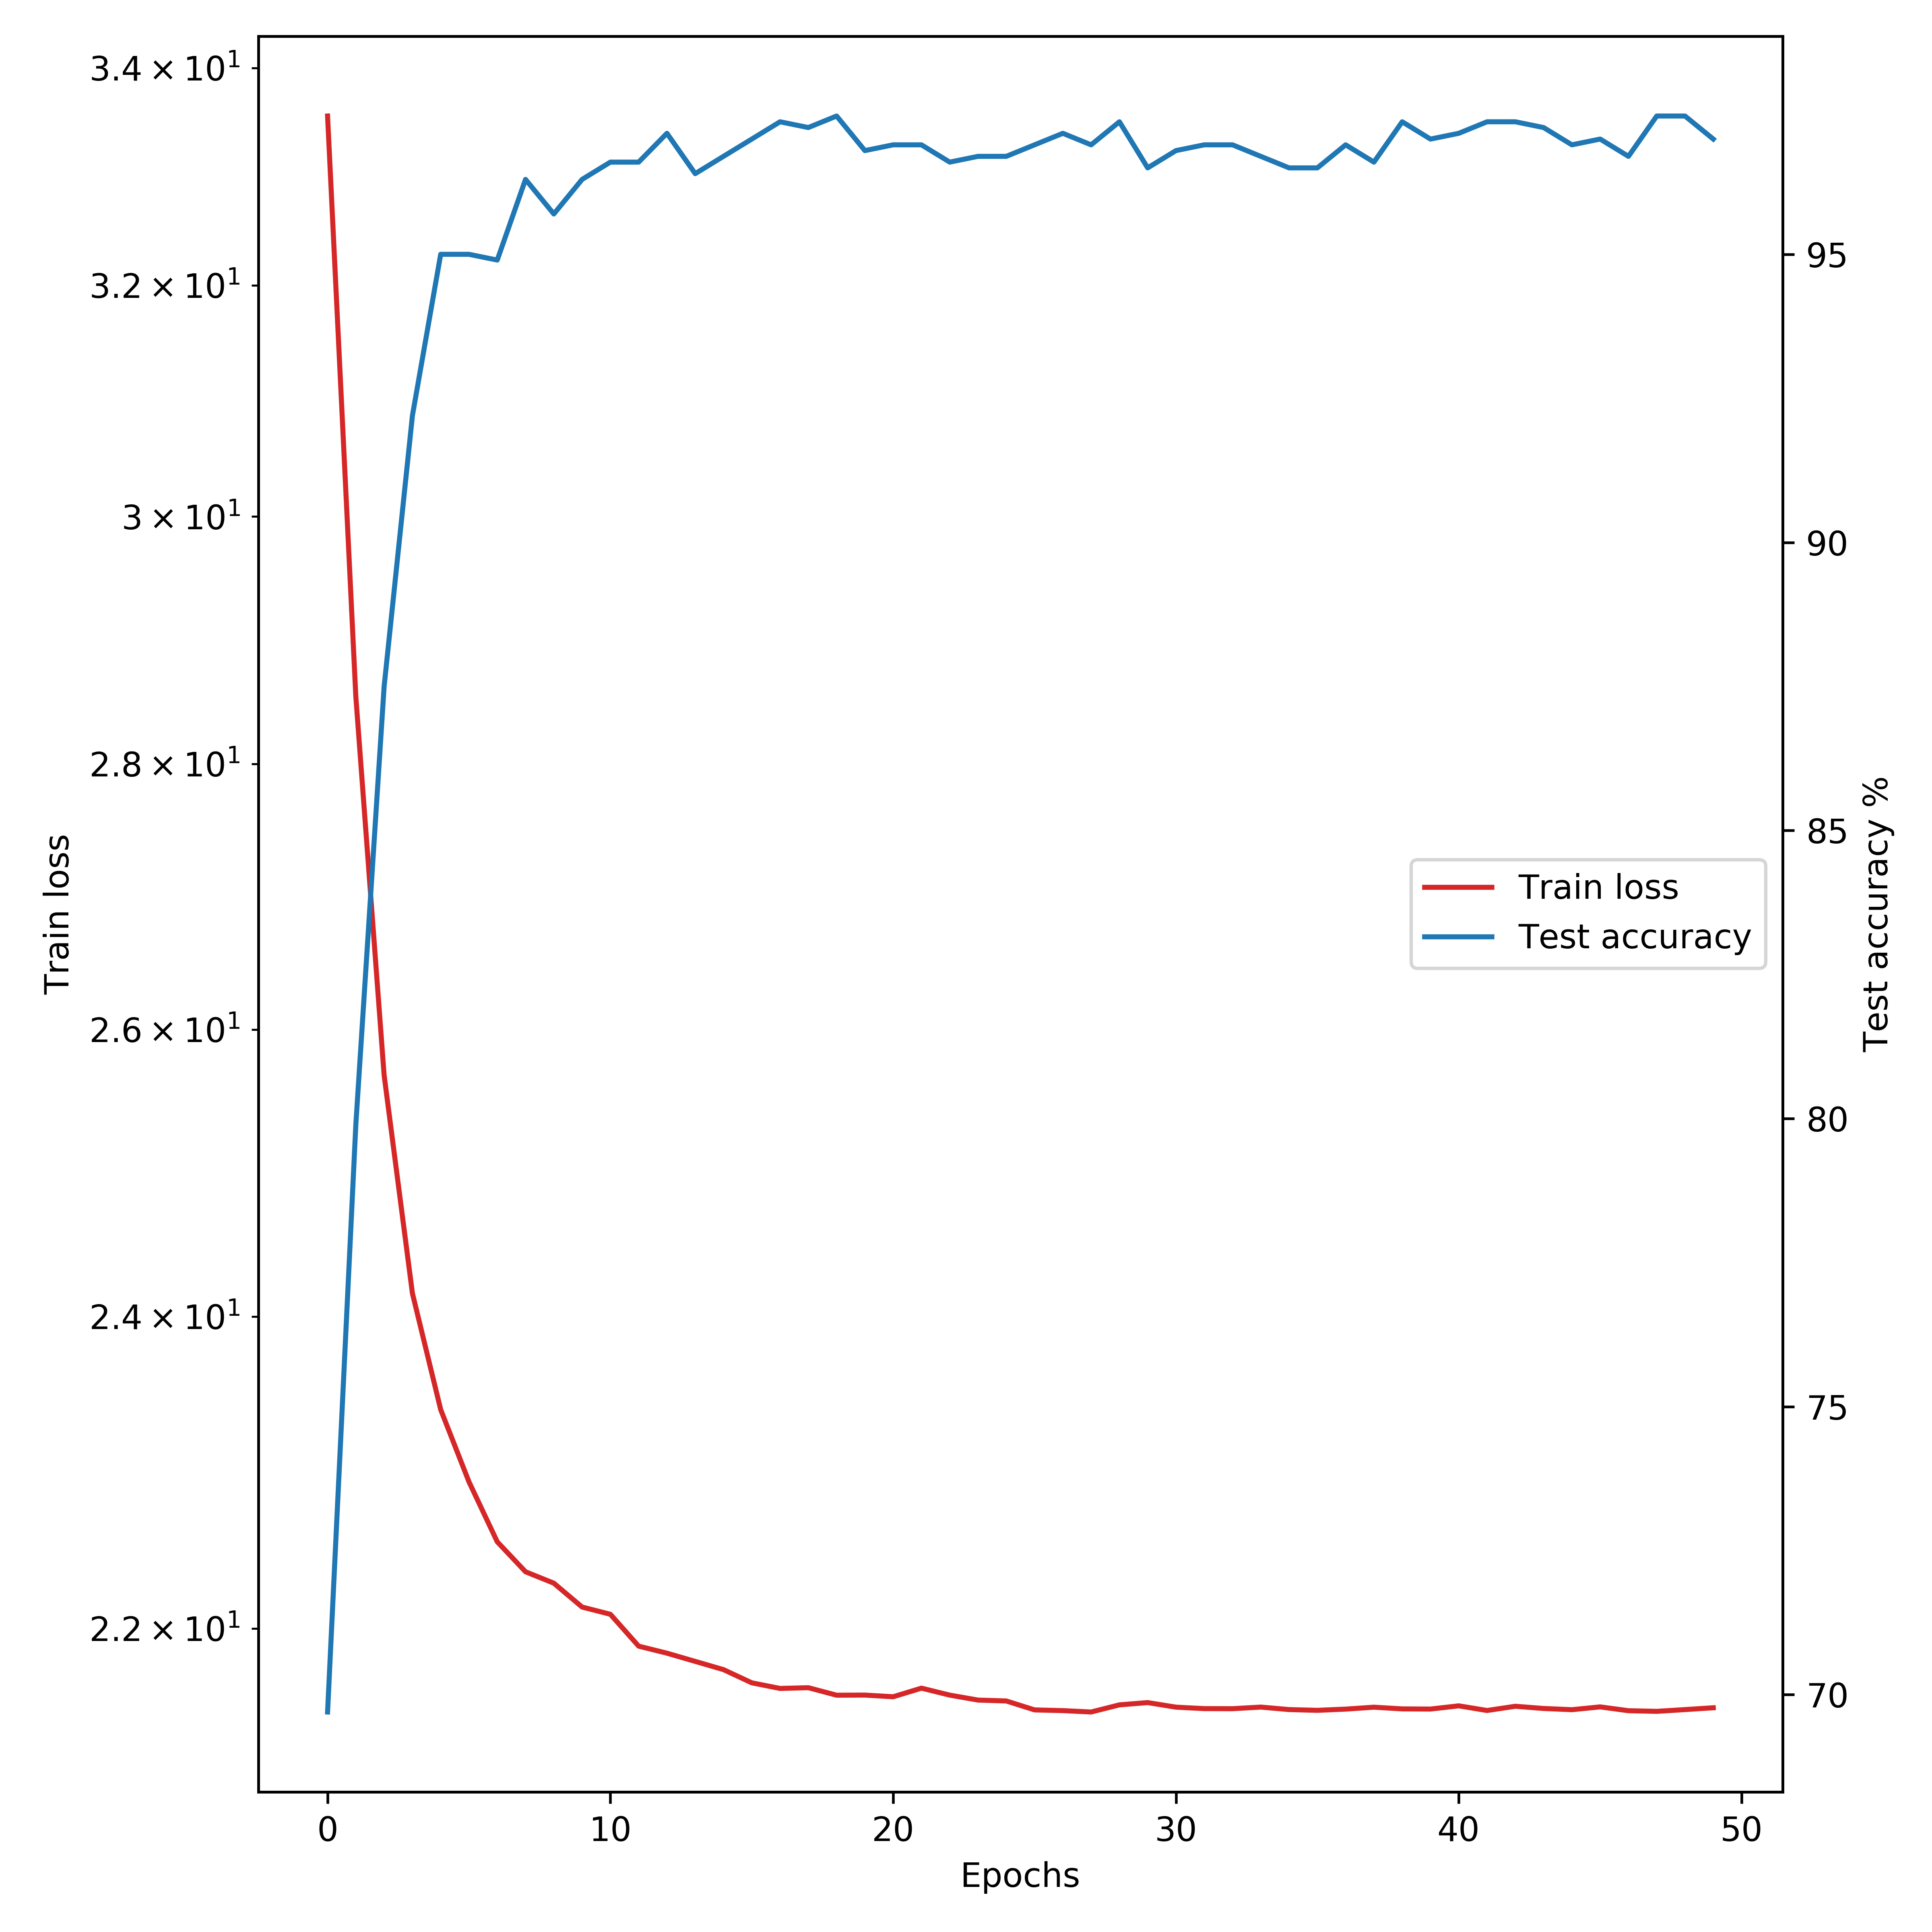 3.4 × 10¹
3.2 × 10¹
3 × 10¹
2.8 × 10¹
2.6 × 10¹
2.4 × 10¹
2.2 × 10¹
Train loss
95
90
85
80
75
70
Test accuracy %
Train loss
Test accuracy
0 10 20 30 40 50
Epochs